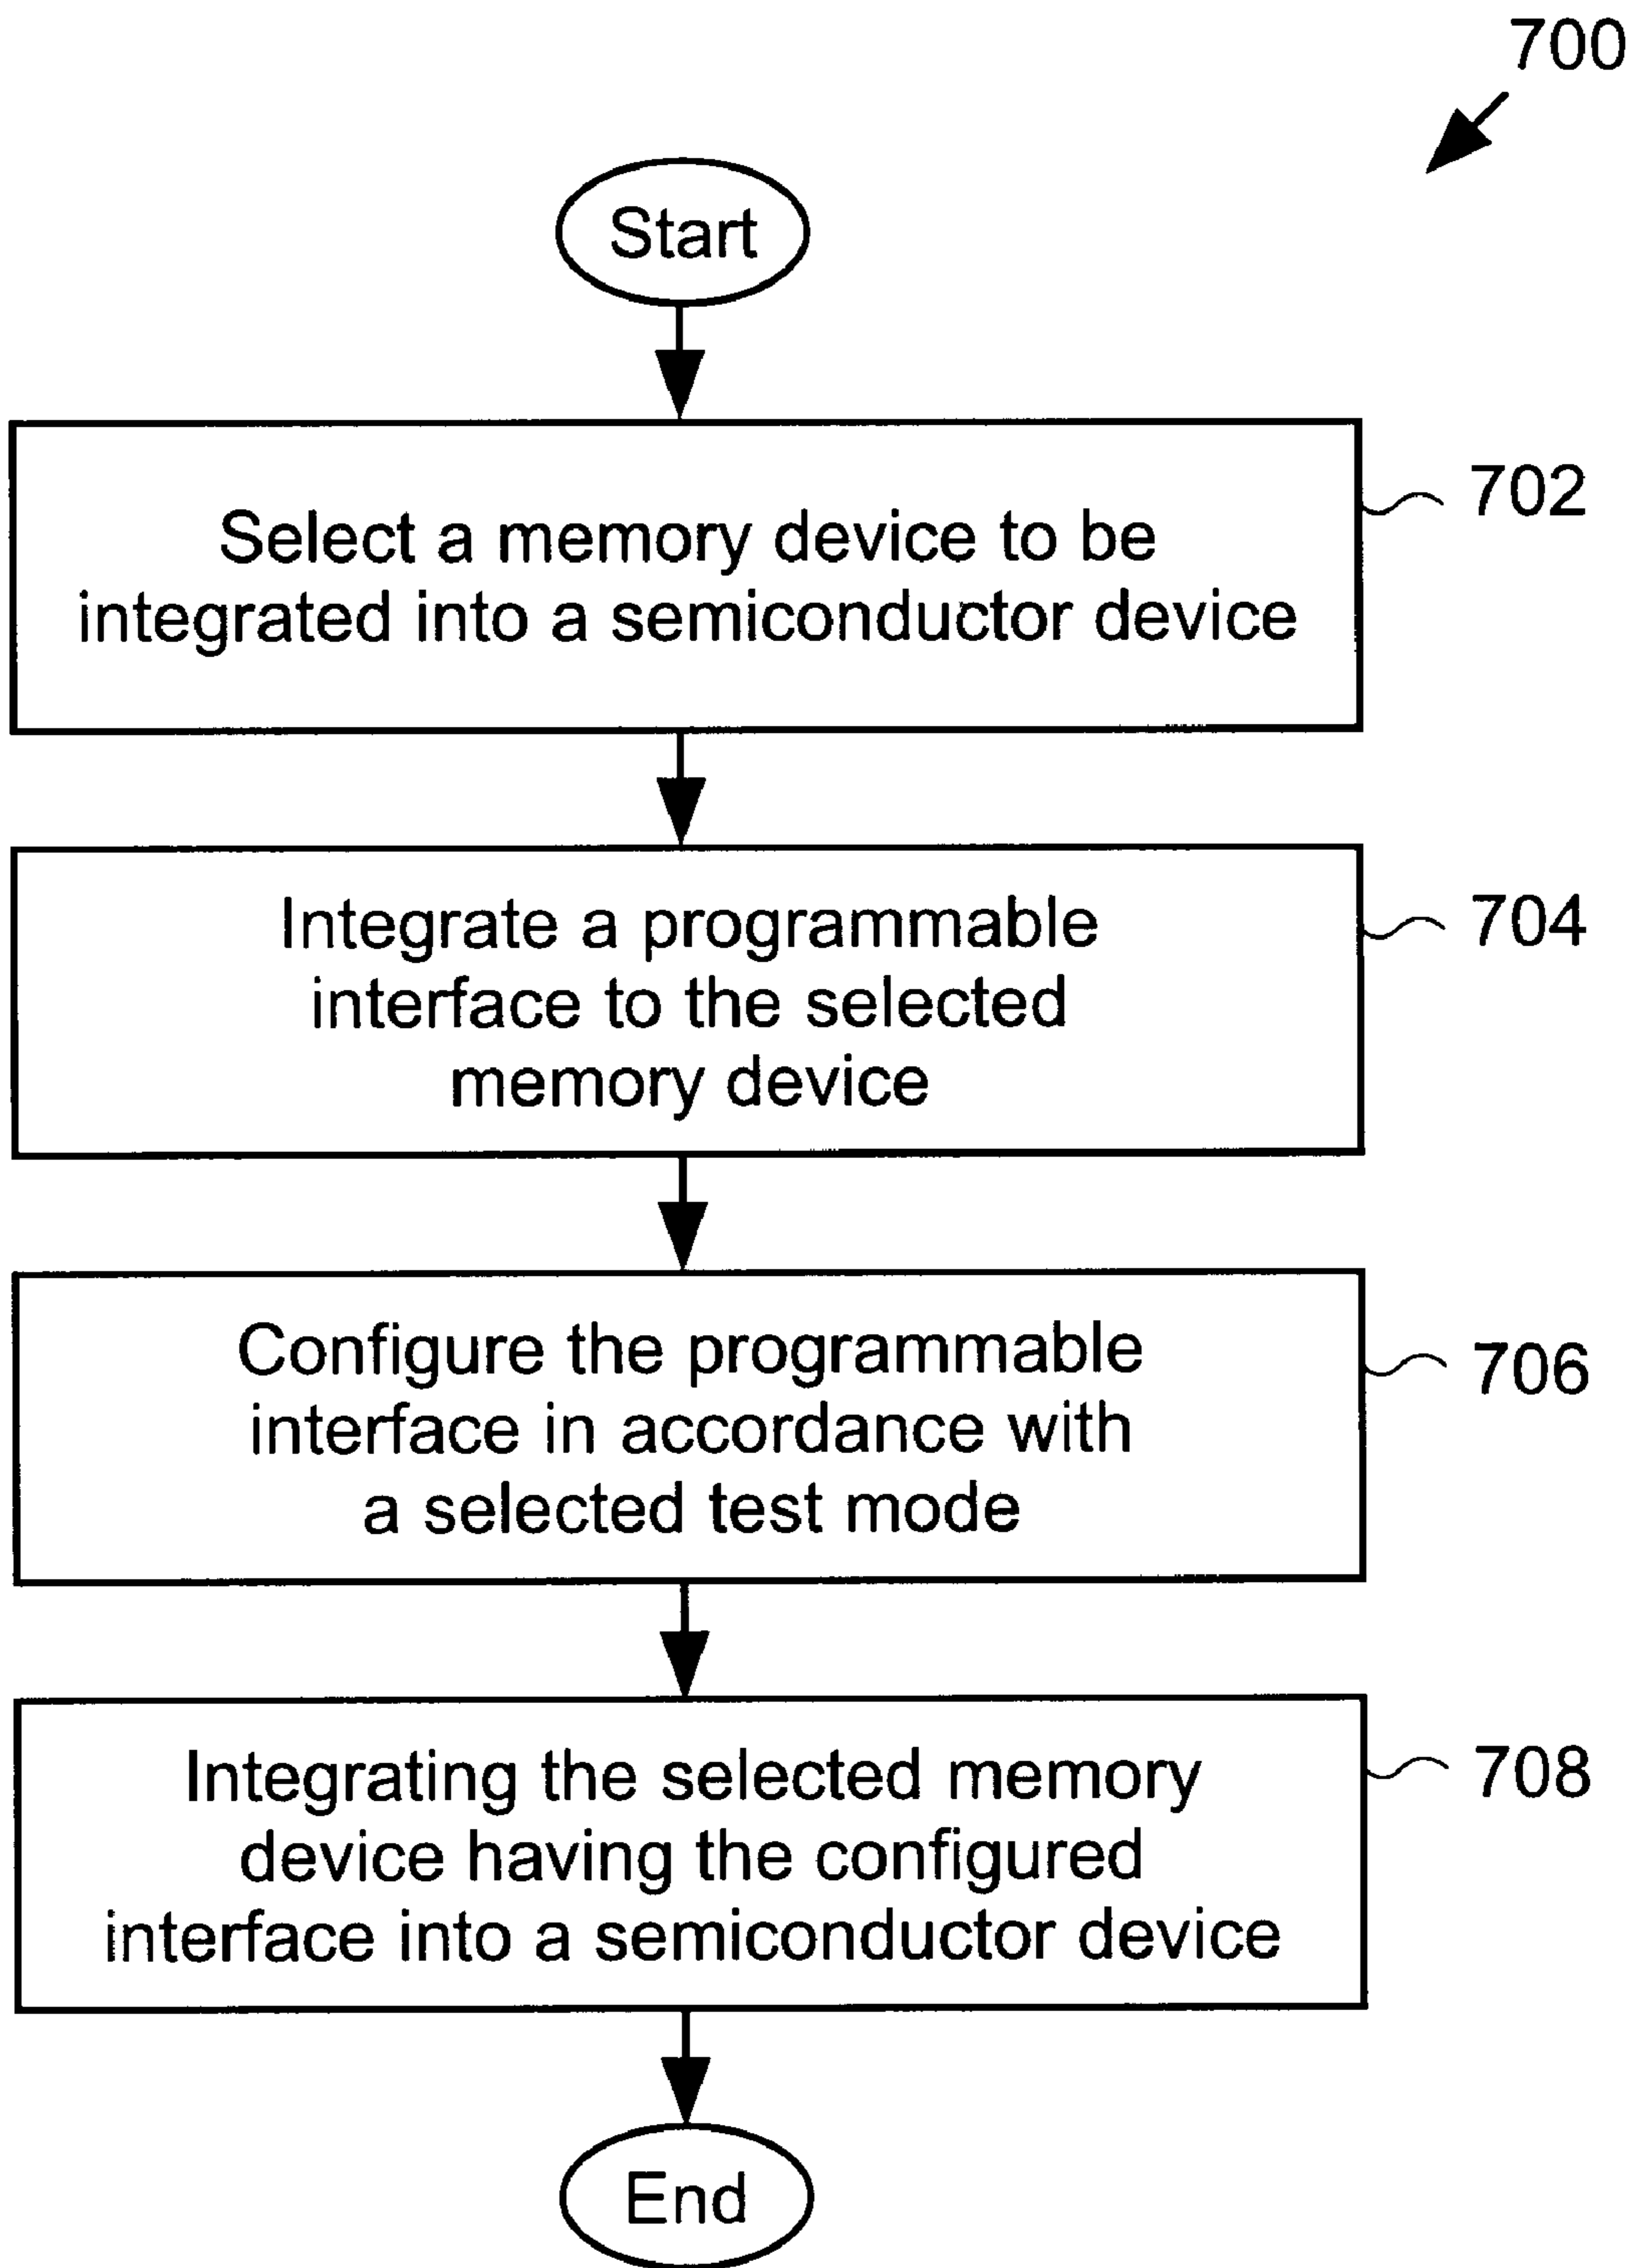 700
Start
Select a memory device to be
integrated into a semiconductor device
702
Integrate a programmable
interface to the selected
memory device
704
Configure the programmable
interface in accordance with
a selected test mode
706
Integrating the selected memory
device having the configured
interface into a semiconductor device
708
End